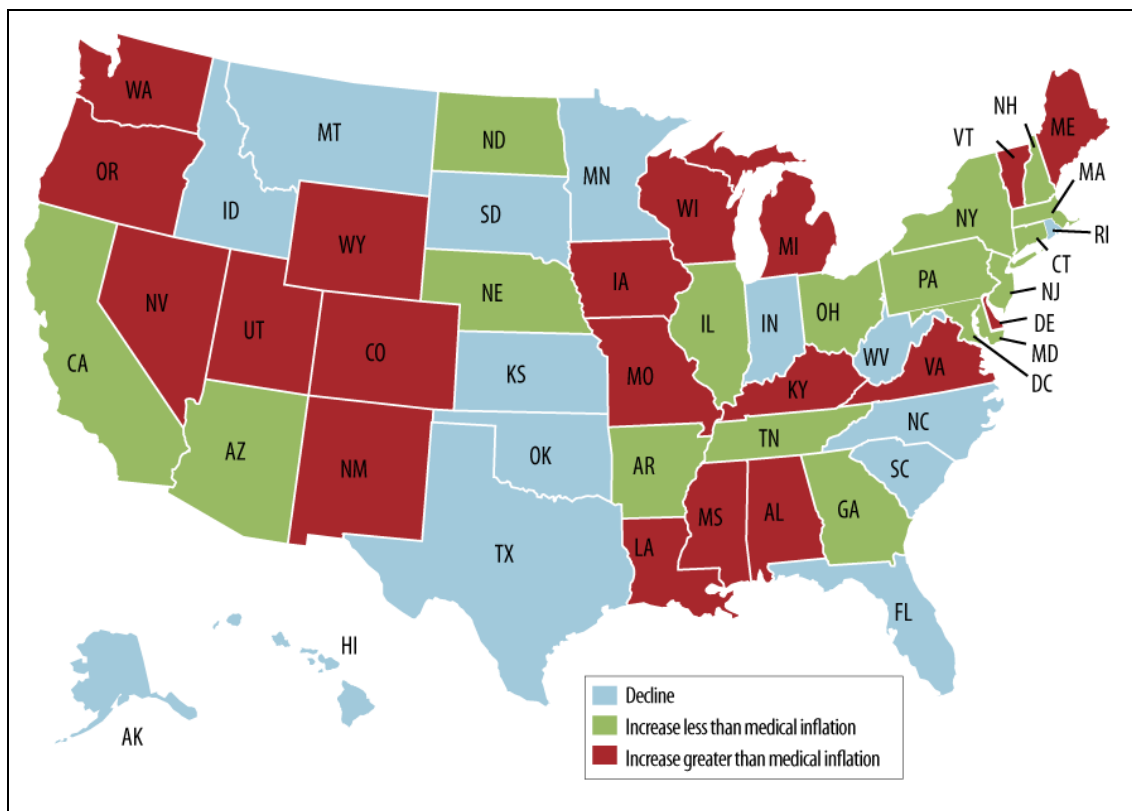 WA
MT
ND
MN
OR
ID
SD
WI
MI
NH
VT
ME
MA
NY
RI
CT
WY
NE
IA
PA
NJ
NV
UT
CO
IL
IN
OH
DE
MD
DC
CA
KS
MO
WV
VA
KY
NC
AZ
NM
OK
AR
TN
SC
TX
LA
MS
AL
GA
FL
HI
AK
Decline
Increase less than medical inflation
Increase greater than medical inflation